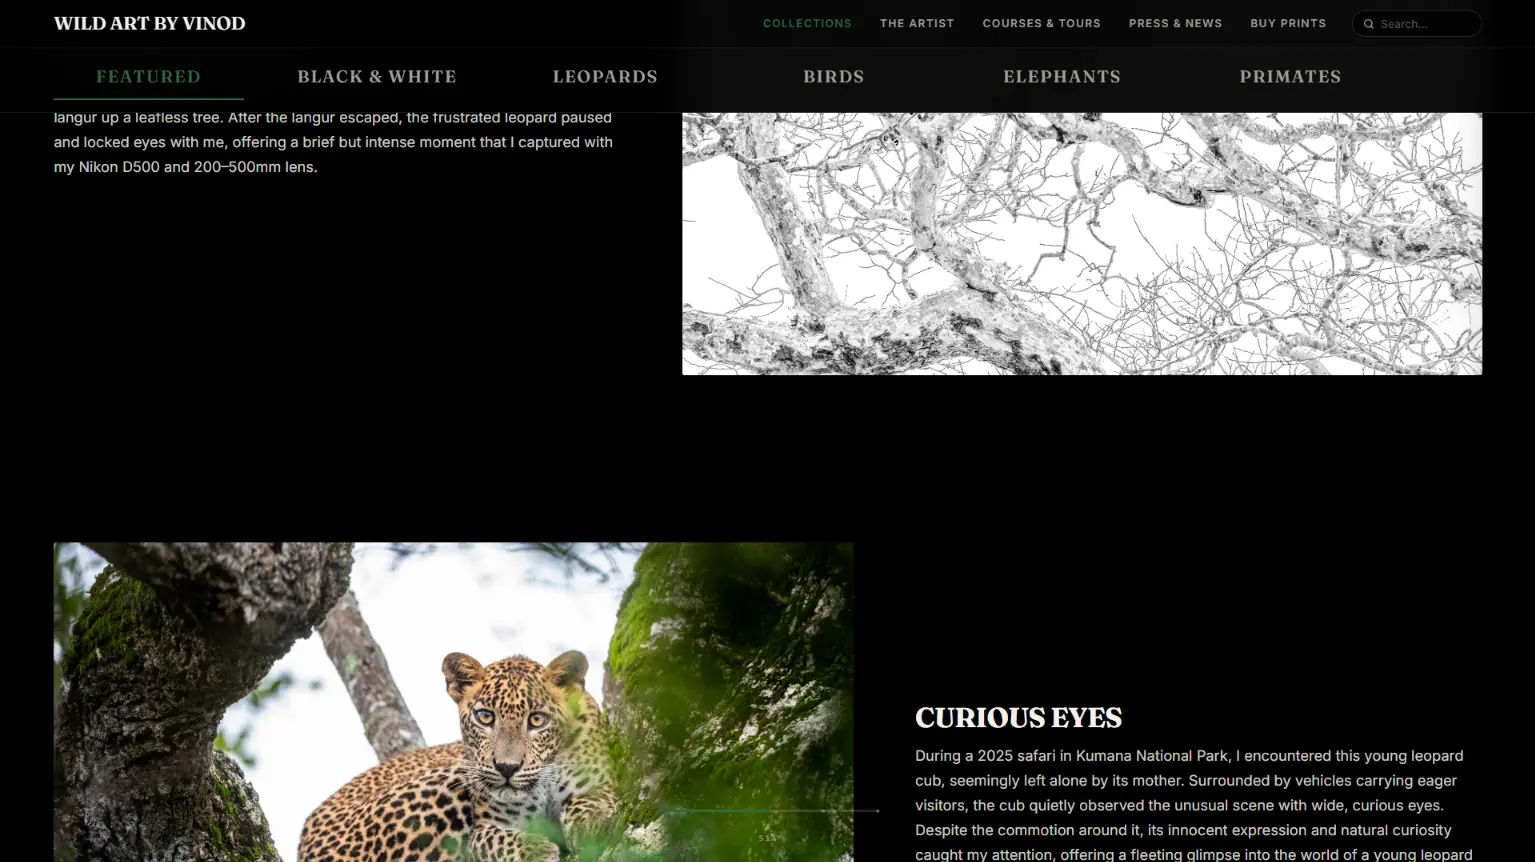 WILD ART BY VINOD
COLLECTIONS
THE ARTIST
COURSES & TOURS
PRESS & NEWS
BUY PRINTS
Search...
FEATURED
BLACK & WHITE
LEOPARDS
BIRDS
ELEPHANTS
PRIMATES
langur up a leafless tree. After the langur escaped, the frustrated leopard paused
and locked eyes with me, offering a brief but intense moment that I captured with
my Nikon D500 and 200–500mm lens.
CURIOUS EYES
During a 2025 safari in Kumana National Park, I encountered this young leopard
cub, seemingly left alone by its mother. Surrounded by vehicles carrying eager
visitors, the cub quietly observed the unusual scene with wide, curious eyes.
Despite the commotion around it, its innocent expression and natural curiosity
caught my attention, offering a fleeting glimpse into the world of a young leopard